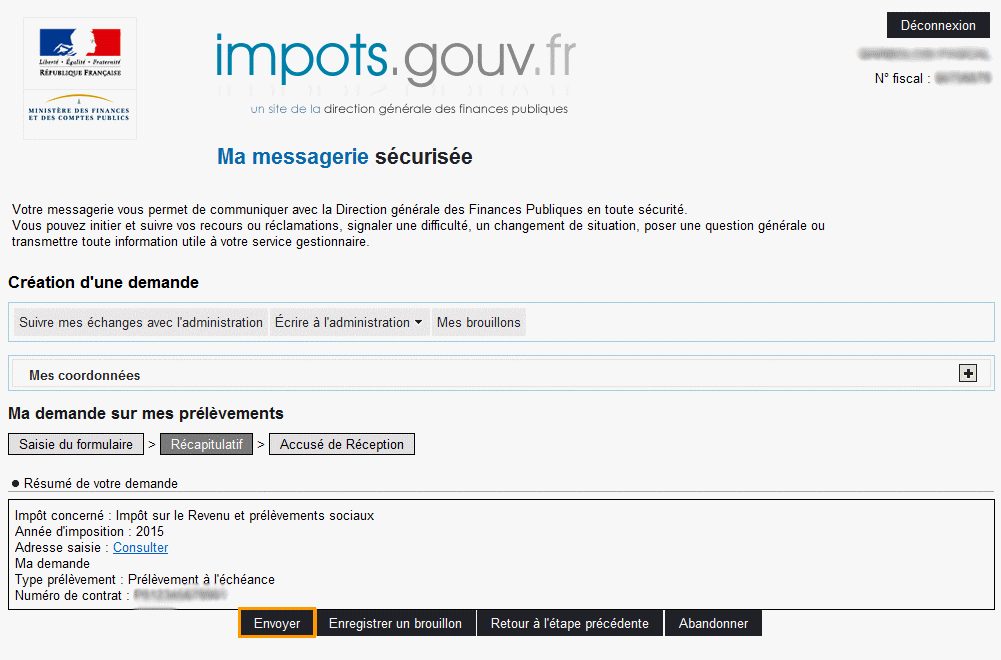 Liberté • Égalité • Fraternité
RÉPUBLIQUE FRANÇAISE
MINISTÈRE DES FINANCES
ET DES COMPTES PUBLICS
impots.gouv.fr
un site de la direction générale des finances publiques
Déconnexion
N° fiscal :
Ma messagerie sécurisée
Votre messagerie vous permet de communiquer avec la Direction générale des Finances Publiques en toute sécurité.
Vous pouvez initier et suivre vos recours ou réclamations, signaler une difficulté, un changement de situation, poser une question générale ou
transmettre toute information utile à votre service gestionnaire.
Création d'une demande
Suivre mes échanges avec l'administration Écrire à l'administration Mes brouillons
Mes coordonnées
Ma demande sur mes prélèvements
Saisie du formulaire > Récapitulatif > Accusé de Réception
● Résumé de votre demande
Impôt concerné : Impôt sur le Revenu et prélèvements sociaux
Année d'imposition : 2015
Adresse saisie : Consulter
Ma demande
Type prélèvement : Prélèvement à l'échéance
Numéro de contrat :
Envoyer Enregistrer un brouillon Retour à l'étape précédente Abandonner